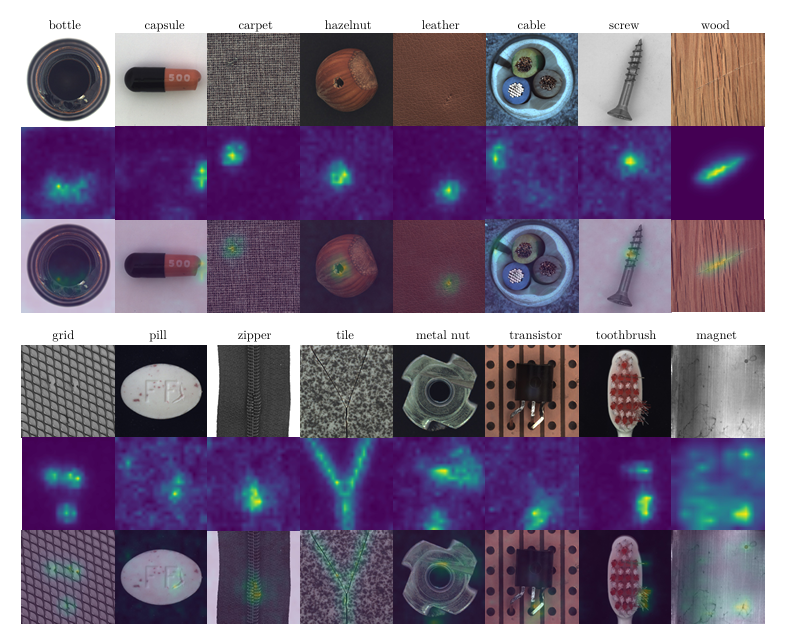 bottle capsule carpet hazelnut leather cable screw wood
500
500
grid pill zipper tile metal nut transistor toothbrush magnet
FF